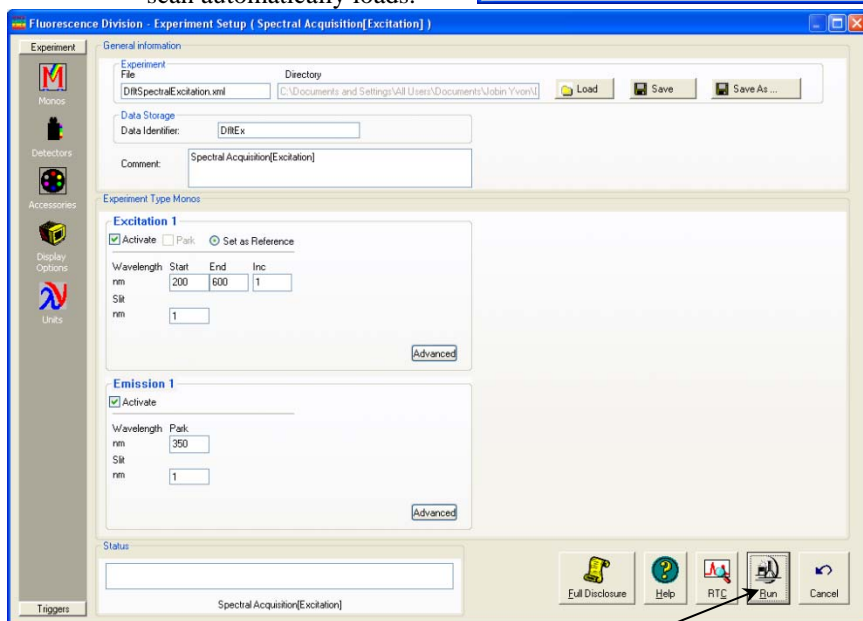 scan automatically loads.
Fluorescence Division - Experiment Setup ( Spectral Acquisition[Excitation] )
Experiment
Monos
Detectors
Accessories
Display
Options
Units
Triggers
General information
Experiment
File
Directory
DfltSpectralExcitation.xml
C:\Documents and Settings\All Users\Documents\Jobin Yvon\
Load
Save
Save As ...
Data Storage
Data Identifier:
DfltEx
Comment:
Spectral Acquisition[Excitation]
Experiment Type Monos
Excitation 1
Activate
Park
Set as Reference
Wavelength Start End Inc
nm 200 600 1
Slit
nm 1
Advanced
Emission 1
Activate
Wavelength Park
nm 350
Slit
nm 1
Advanced
Status
Spectral Acquisition[Excitation]
Full Disclosure
Help
RTC
Run
Cancel